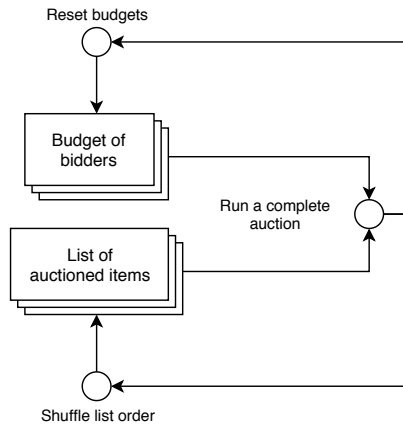 Reset budgets
Budget of
bidders
Run a complete
auction
List of
auctioned items
Shuffle list order